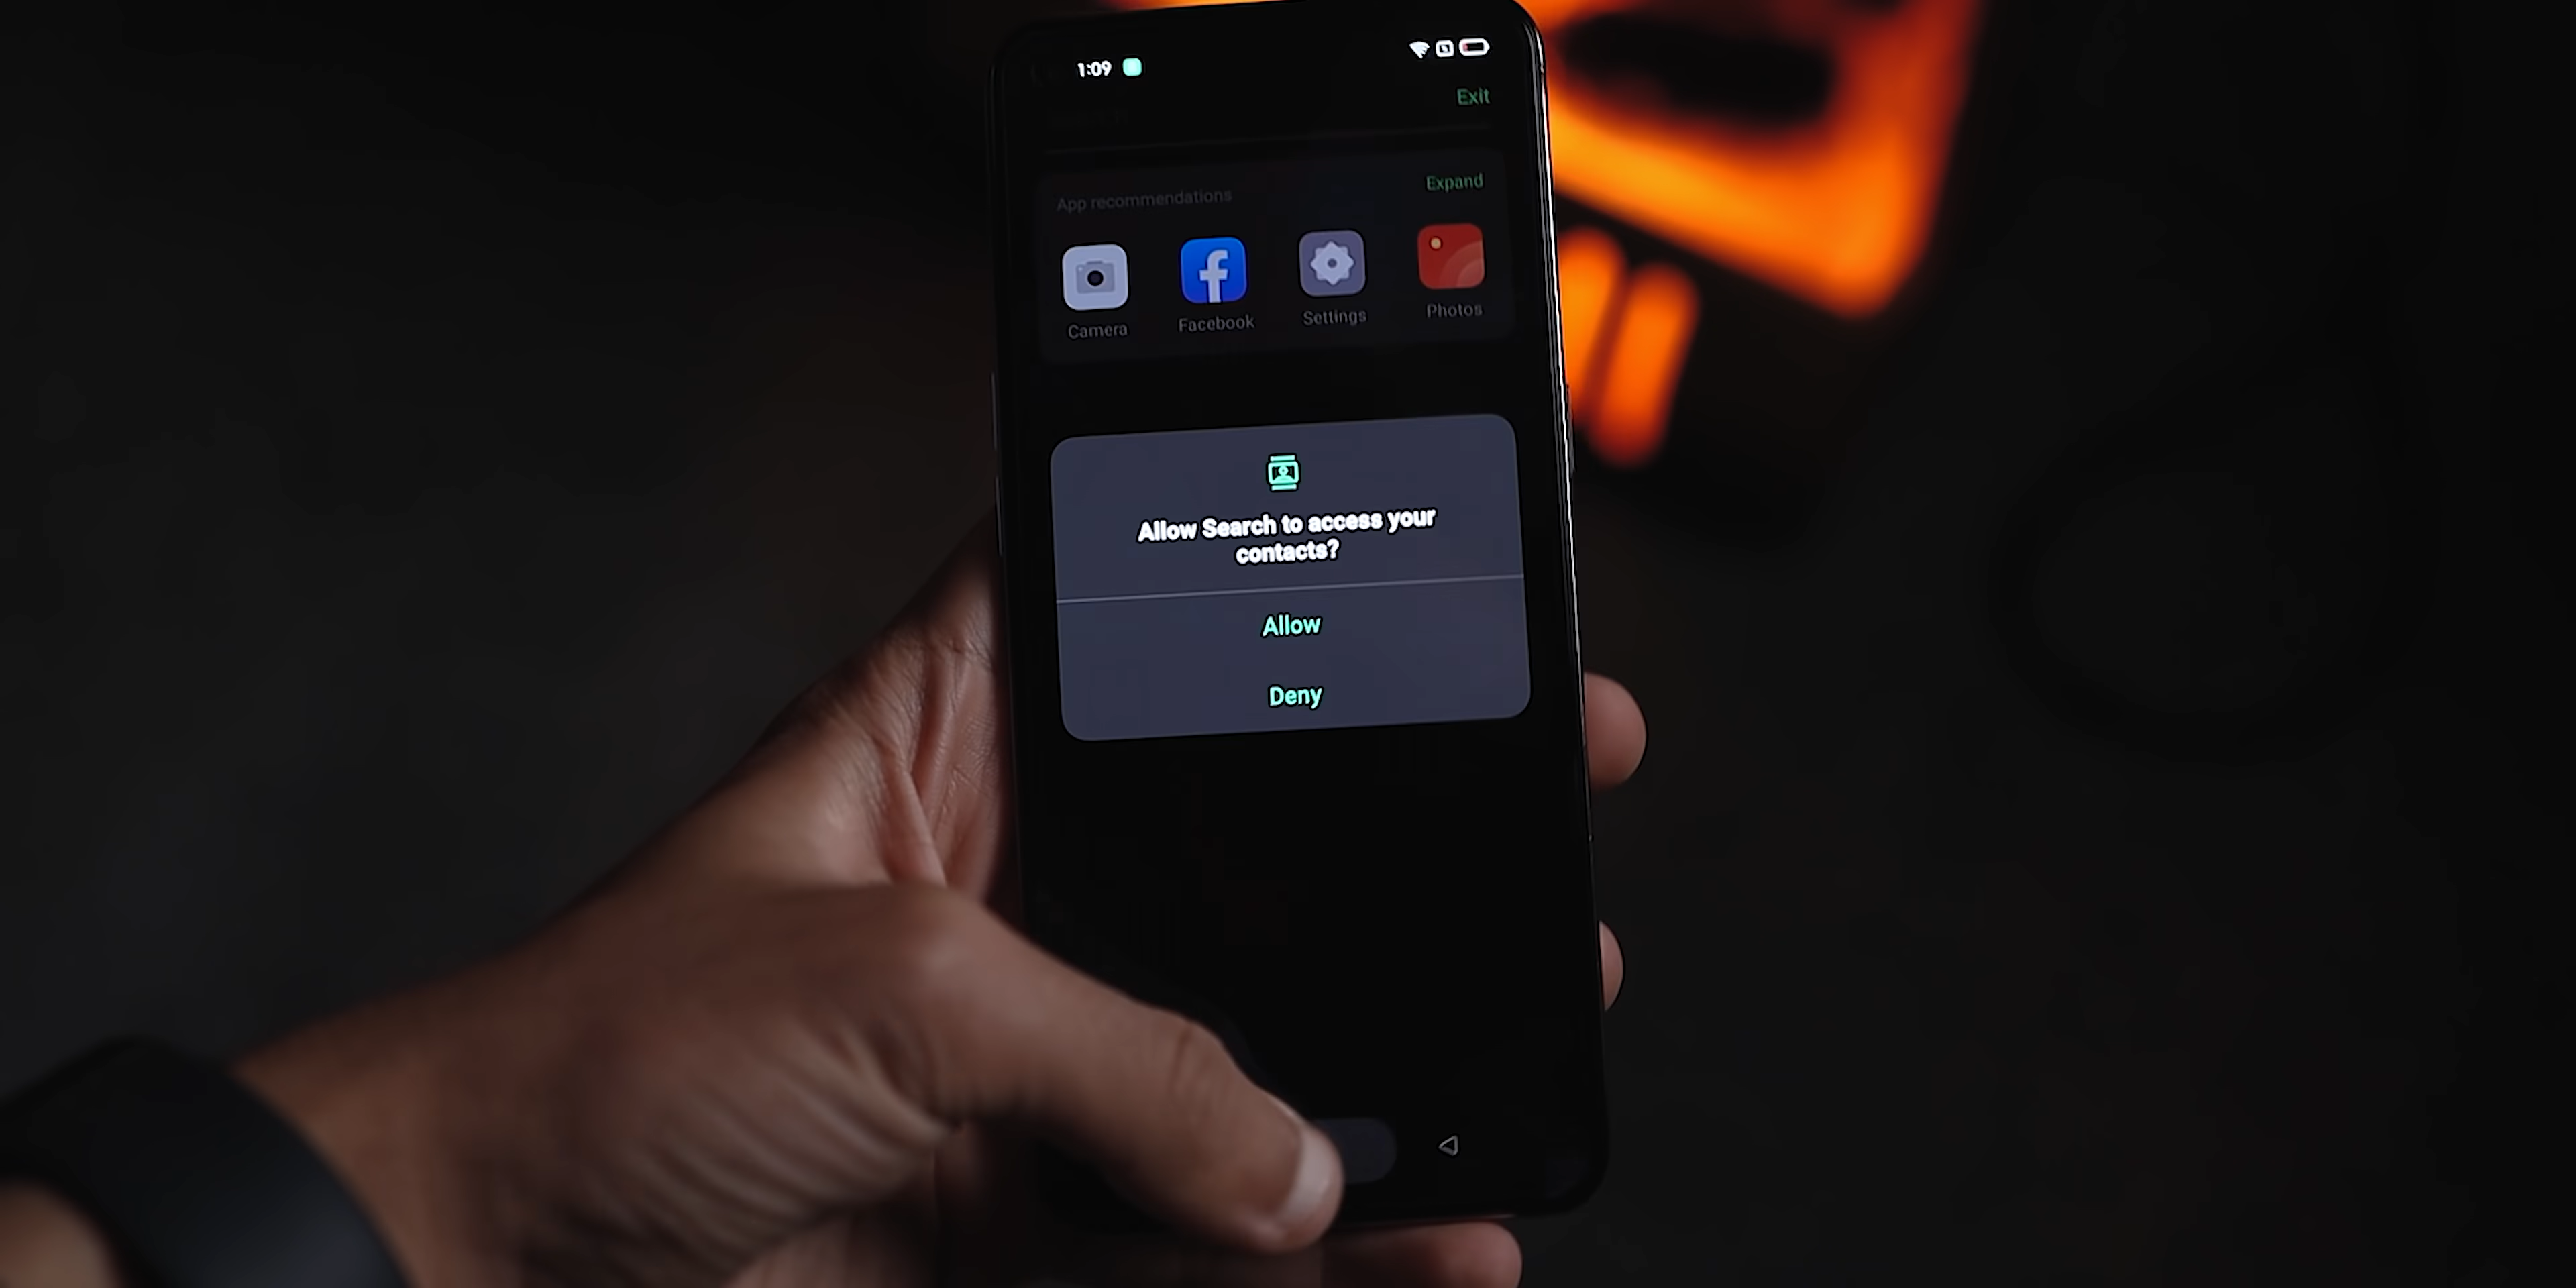 1:09
Exit
App recommendations
Expand
Camera
Facebook
Settings
Photos
Allow Search to access your
contacts?
Allow
Deny